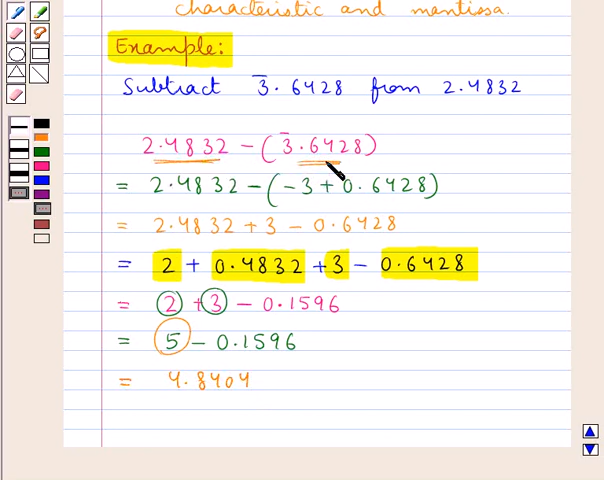 characteristic and mantissa.
Example:
Subtract 3̅.6428 from 2.4832
2.4832 - (3̅.6428)
= 2.4832 - (-3 + 0.6428)
= 2.4832 + 3 - 0.6428
= 2 + 0.4832 + 3 - 0.6428
= 2 + 3 - 0.1596
= 5 - 0.1596
= 4.8404